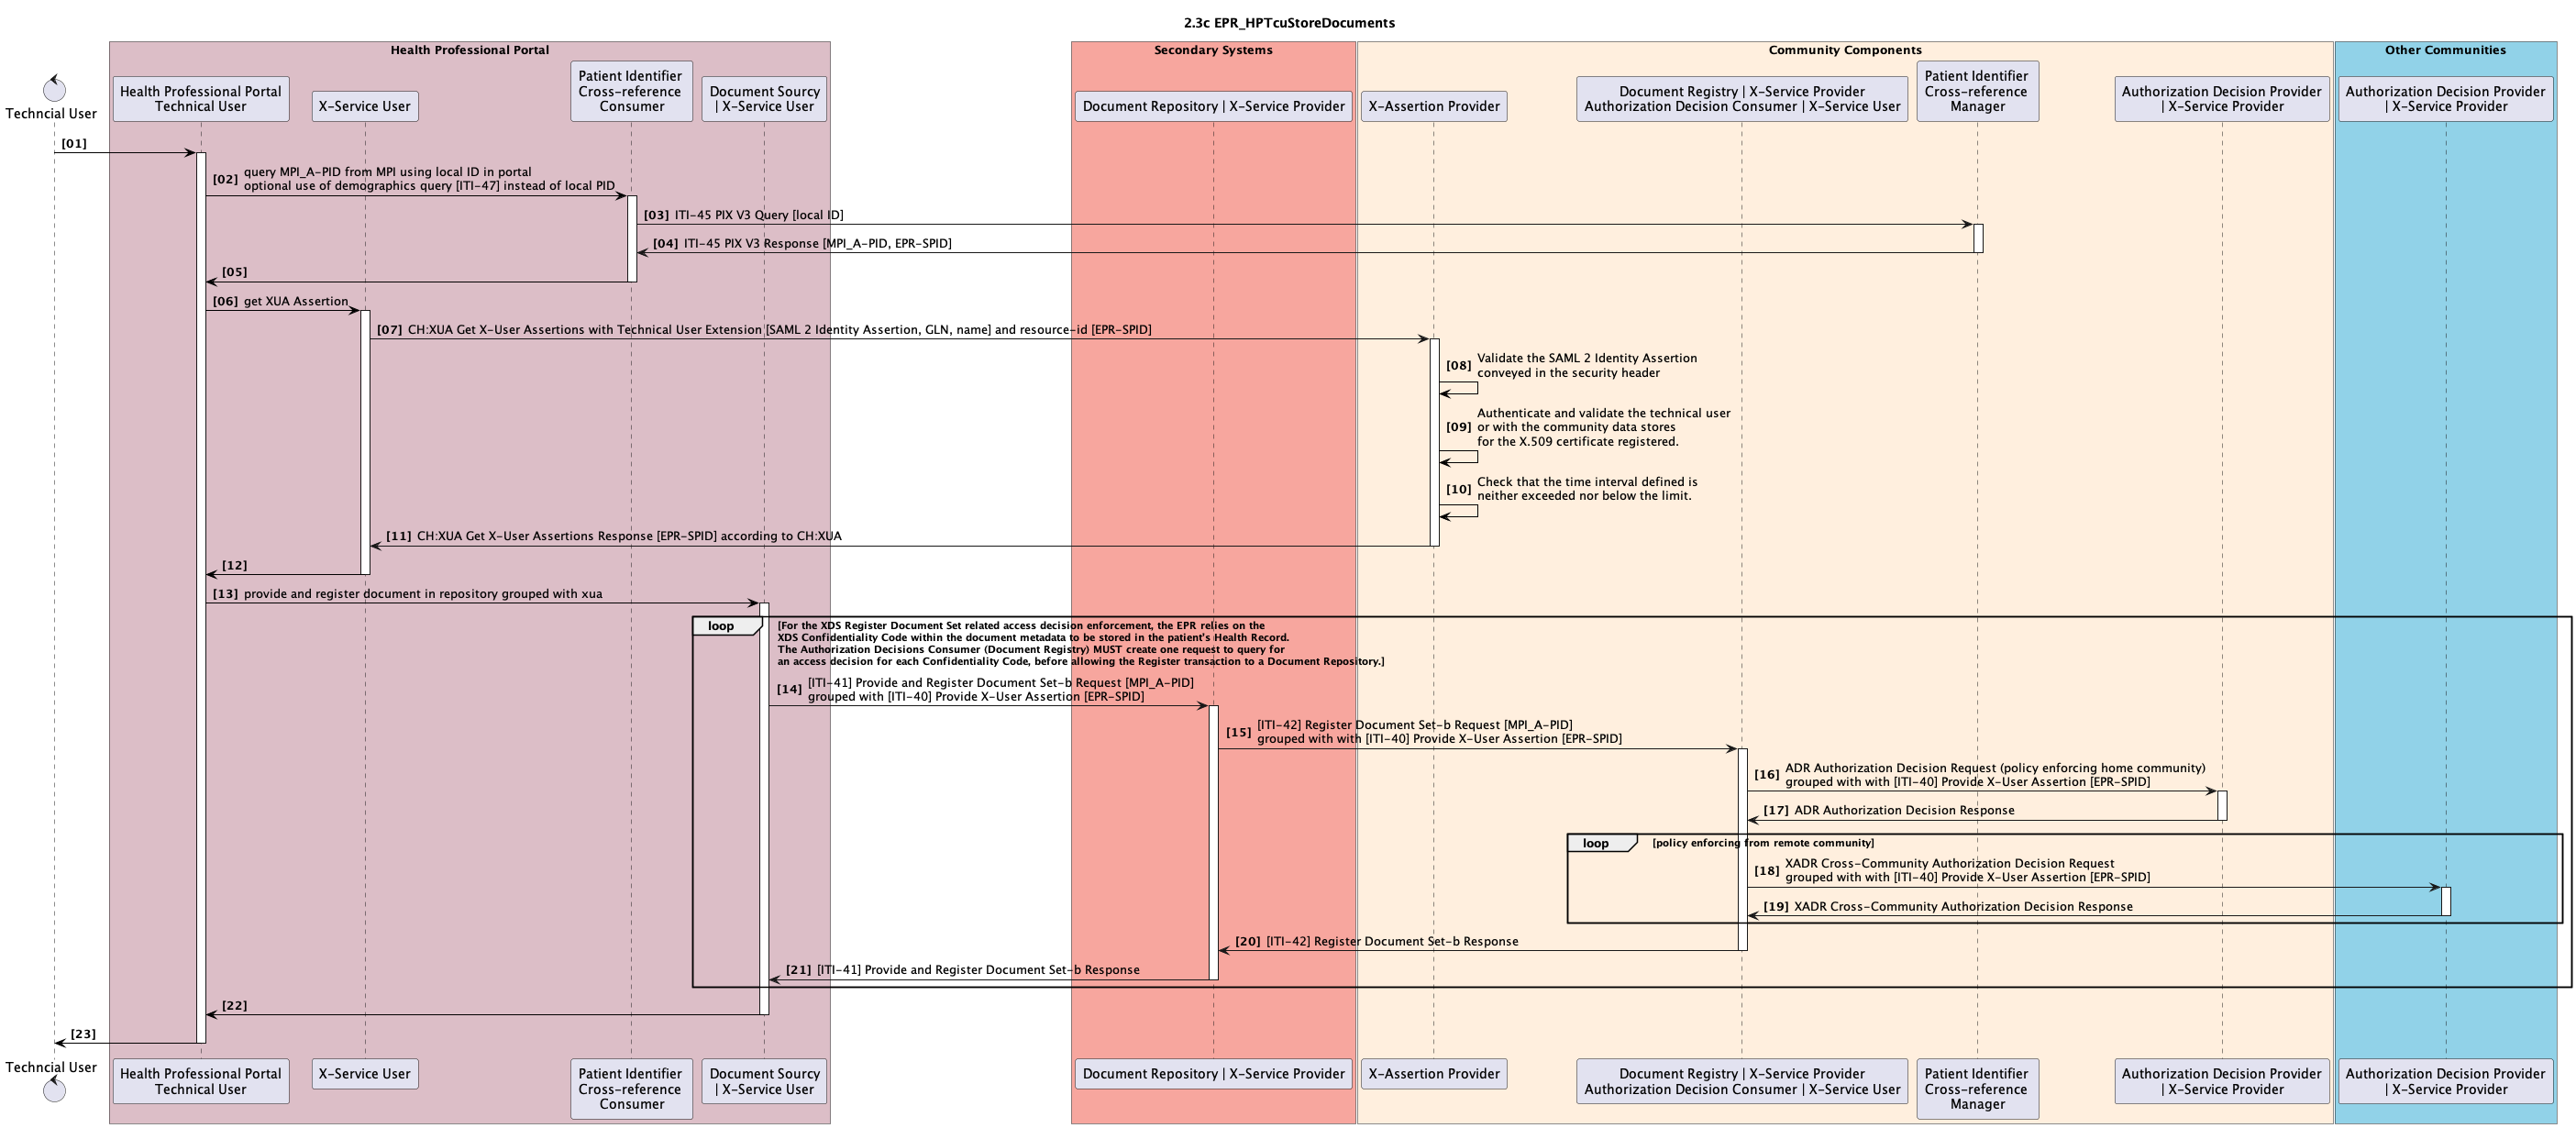 2.3c EPR_HPTcuStoreDocuments
Health Professional Portal
Secondary Systems
Community Components
Other Communities
Techncial User
Health Professional Portal
Technical User
X-Service User
Patient Identifier
Cross-reference
Consumer
Document Sourcy
| X-Service User
Document Repository | X-Service Provider
X-Assertion Provider
Document Registry | X-Service Provider
Authorization Decision Consumer | X-Service User
Patient Identifier
Cross-reference
Manager
Authorization Decision Provider
| X-Service Provider
Authorization Decision Provider
| X-Service Provider
[01]
[02] query MPI_A-PID from MPI using local ID in portal
optional use of demographics query [ITI-47] instead of local PID
[03] ITI-45 PIX V3 Query [local ID]
[04] ITI-45 PIX V3 Response [MPI_A-PID, EPR-SPID]
[05]
[06] get XUA Assertion
[07] CH:XUA Get X-User Assertions with Technical User Extension [SAML 2 Identity Assertion, GLN, name] and resource-id [EPR-SPID]
[08] Validate the SAML 2 Identity Assertion
conveyed in the security header
[09] Authenticate and validate the technical user
or with the community data stores
for the X.509 certificate registered.
[10] Check that the time interval defined is
neither exceeded nor below the limit.
[11] CH:XUA Get X-User Assertions Response [EPR-SPID] according to CH:XUA
[12]
[13] provide and register document in repository grouped with xua
loop [For the XDS Register Document Set related access decision enforcement, the EPR relies on the
XDS Confidentiality Code within the document metadata to be stored in the patient's Health Record.
The Authorization Decisions Consumer (Document Registry) MUST create one request to query for
an access decision for each Confidentiality Code, before allowing the Register transaction to a Document Repository.]
[14] [ITI-41] Provide and Register Document Set-b Request [MPI_A-PID]
grouped with [ITI-40] Provide X-User Assertion [EPR-SPID]
[15] [ITI-42] Register Document Set-b Request [MPI_A-PID]
grouped with with [ITI-40] Provide X-User Assertion [EPR-SPID]
[16] ADR Authorization Decision Request (policy enforcing home community)
grouped with with [ITI-40] Provide X-User Assertion [EPR-SPID]
[17] ADR Authorization Decision Response
loop [policy enforcing from remote community]
[18] XADR Cross-Community Authorization Decision Request
grouped with with [ITI-40] Provide X-User Assertion [EPR-SPID]
[19] XADR Cross-Community Authorization Decision Response
[20] [ITI-42] Register Document Set-b Response
[21] [ITI-41] Provide and Register Document Set-b Response
[22]
[23]
Techncial User
Health Professional Portal
Technical User
X-Service User
Patient Identifier
Cross-reference
Consumer
Document Sourcy
| X-Service User
Document Repository | X-Service Provider
X-Assertion Provider
Document Registry | X-Service Provider
Authorization Decision Consumer | X-Service User
Patient Identifier
Cross-reference
Manager
Authorization Decision Provider
| X-Service Provider
Authorization Decision Provider
| X-Service Provider